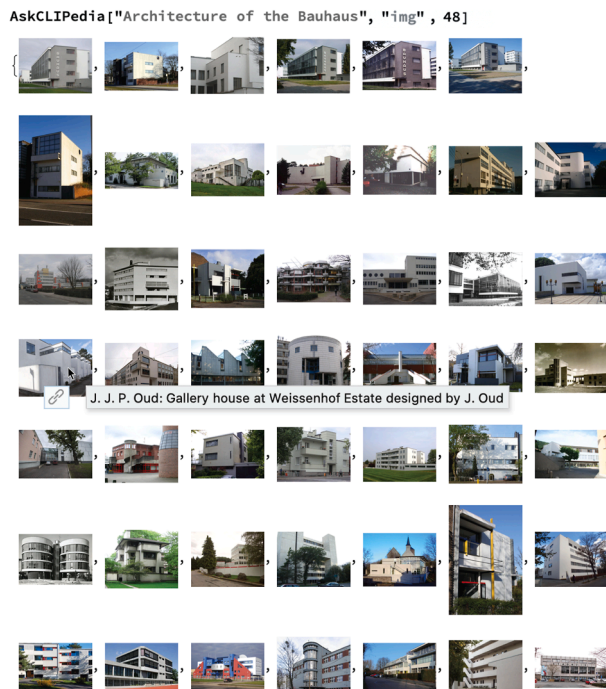 AskCLIPedia["Architecture of the Bauhaus", "img", 48]
J. J. P. Oud: Gallery house at Weissenhof Estate designed by J. Oud